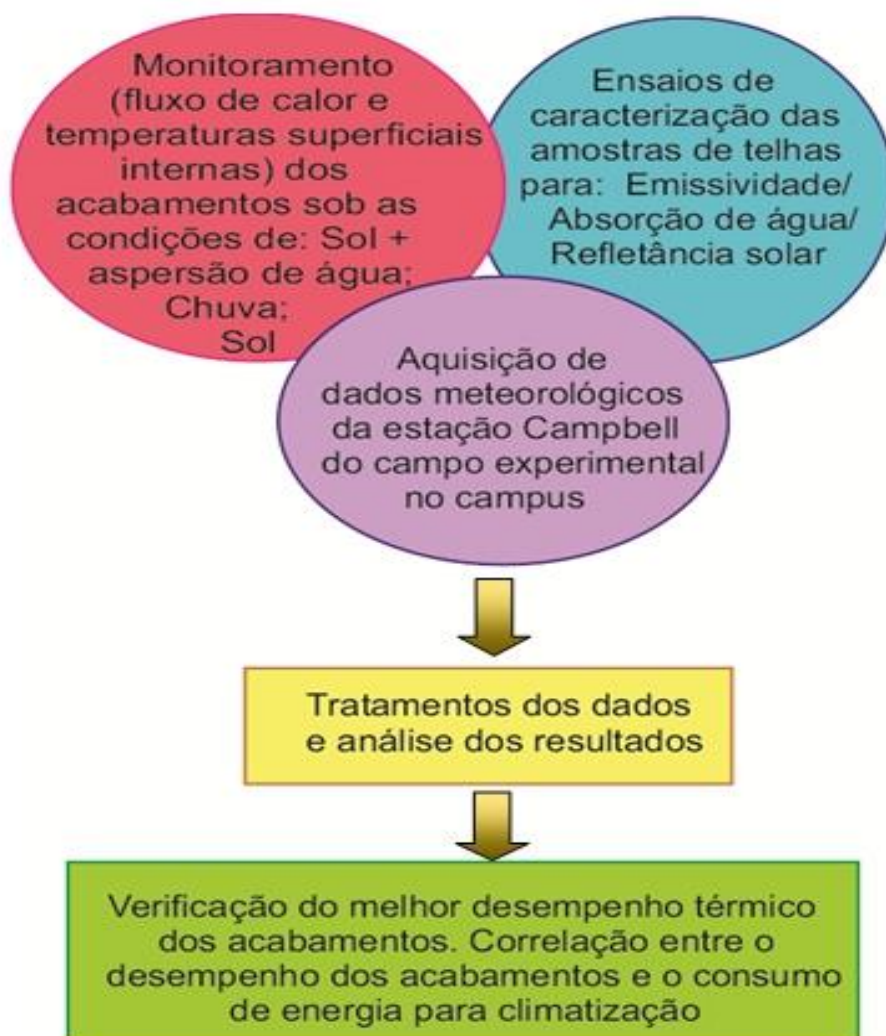 Monitoramento
(fluxo de calor e
temperaturas superficiais
internas) dos
acabamentos sob as
condições de: Sol +
aspersão de água;
Chuva;
Sol
Ensaios de
caracterização das
amostras de telhas
para: Emissividade/
Absorção de água/
Refletância solar
Aquisição de
dados meteorológicos
da estação Campbell
do campo experimental
no campus
Tratamentos dos dados
e análise dos resultados
Verificação do melhor desempenho térmico
dos acabamentos. Correlação entre o
desempenho dos acabamentos e o consumo
de energia para climatização